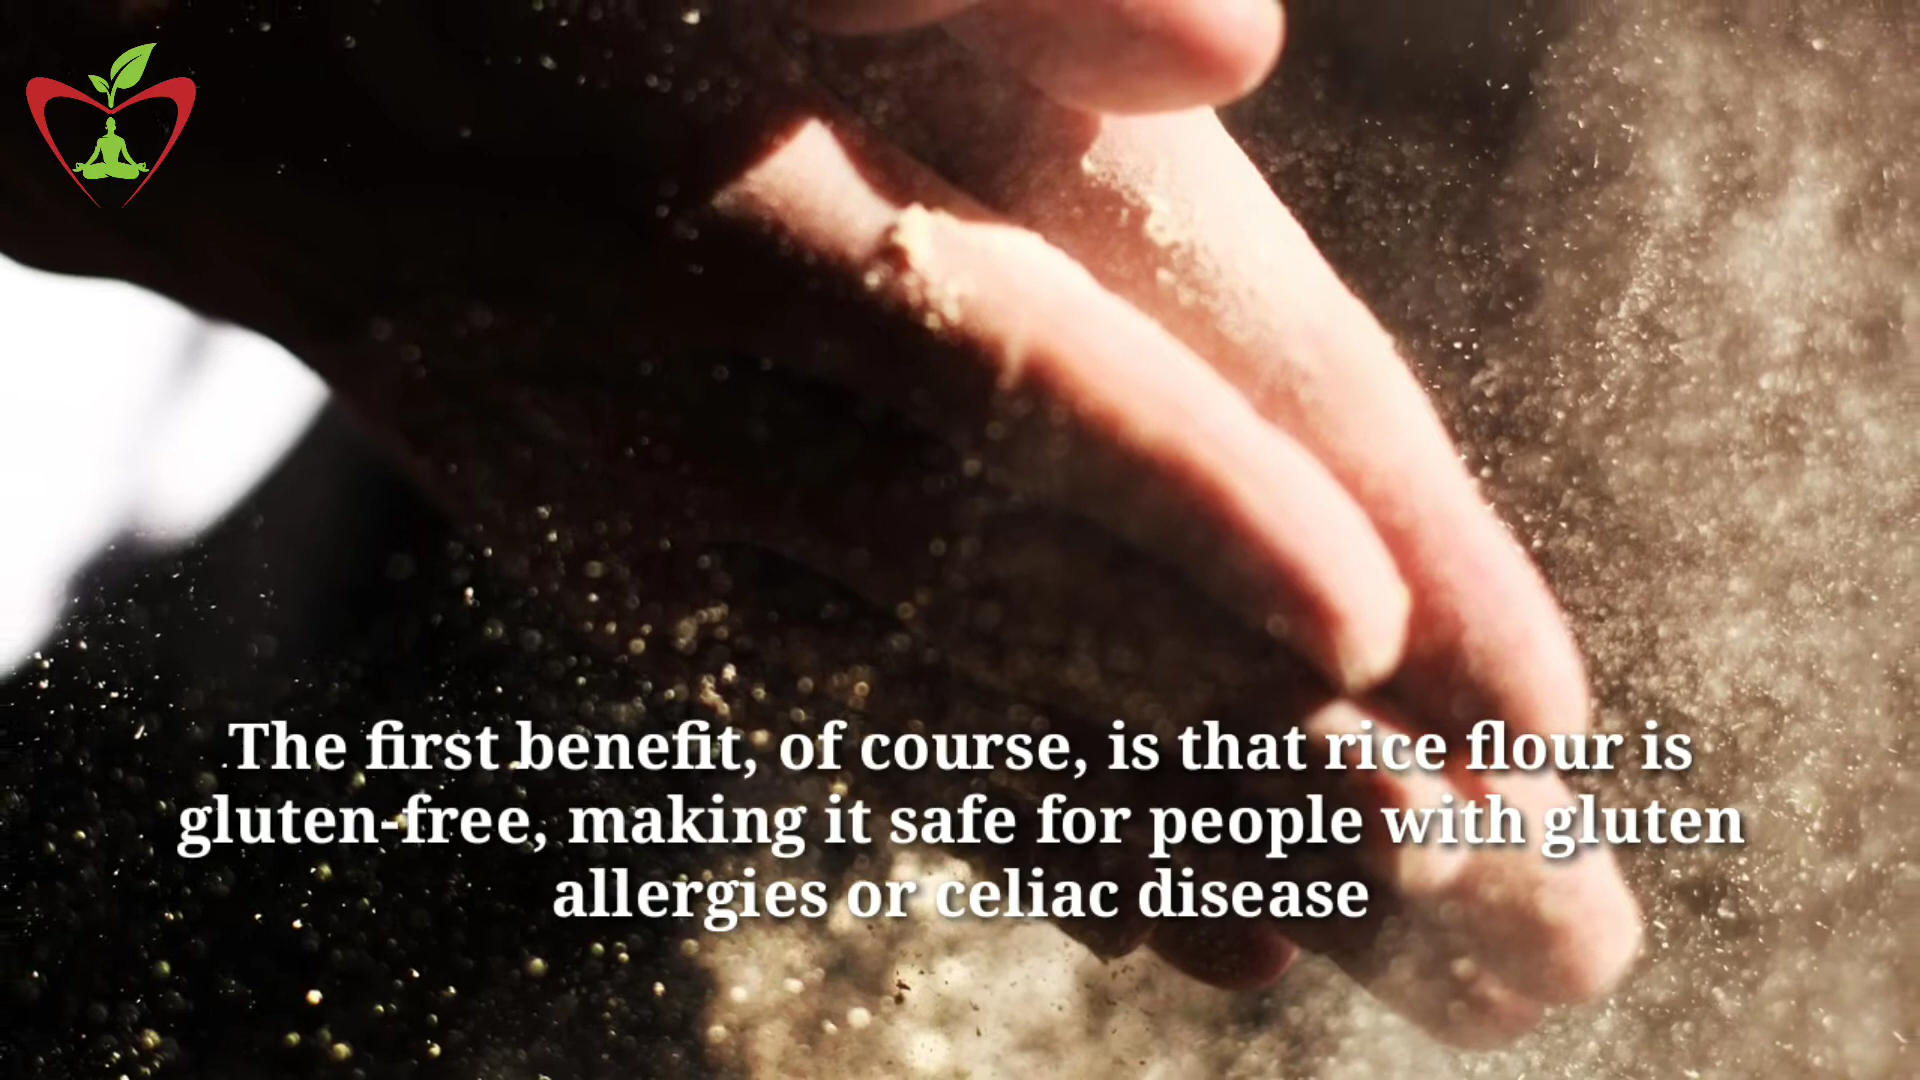 The first benefit, of course, is that rice flour is
gluten-free, making it safe for people with gluten
allergies or celiac disease